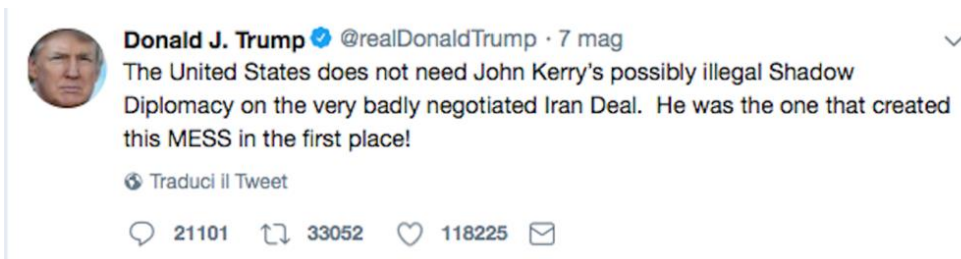 Donald J. Trump @realDonaldTrump · 7 mag
The United States does not need John Kerry's possibly illegal Shadow
Diplomacy on the very badly negotiated Iran Deal.  He was the one that created
this MESS in the first place!
Traduci il Tweet
21101 33052 118225